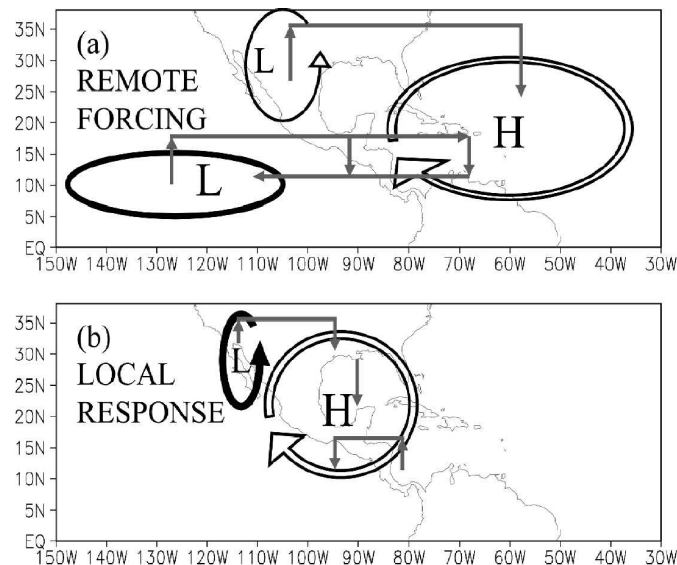 35N
(a)
L
30N
REMOTE
25N
FORCING
20N
H
15N
10N
L
5N
EQ
150W 140W 130W 120W 110W 100W 90W 80W 70W 60W 50W 40W 30W
35N
(b)
30N
L
LOCAL
25N
RESPONSE
20N
H
15N
10N
5N
EQ
150W 140W 130W 120W 110W 100W 90W 80W 70W 60W 50W 40W 30W